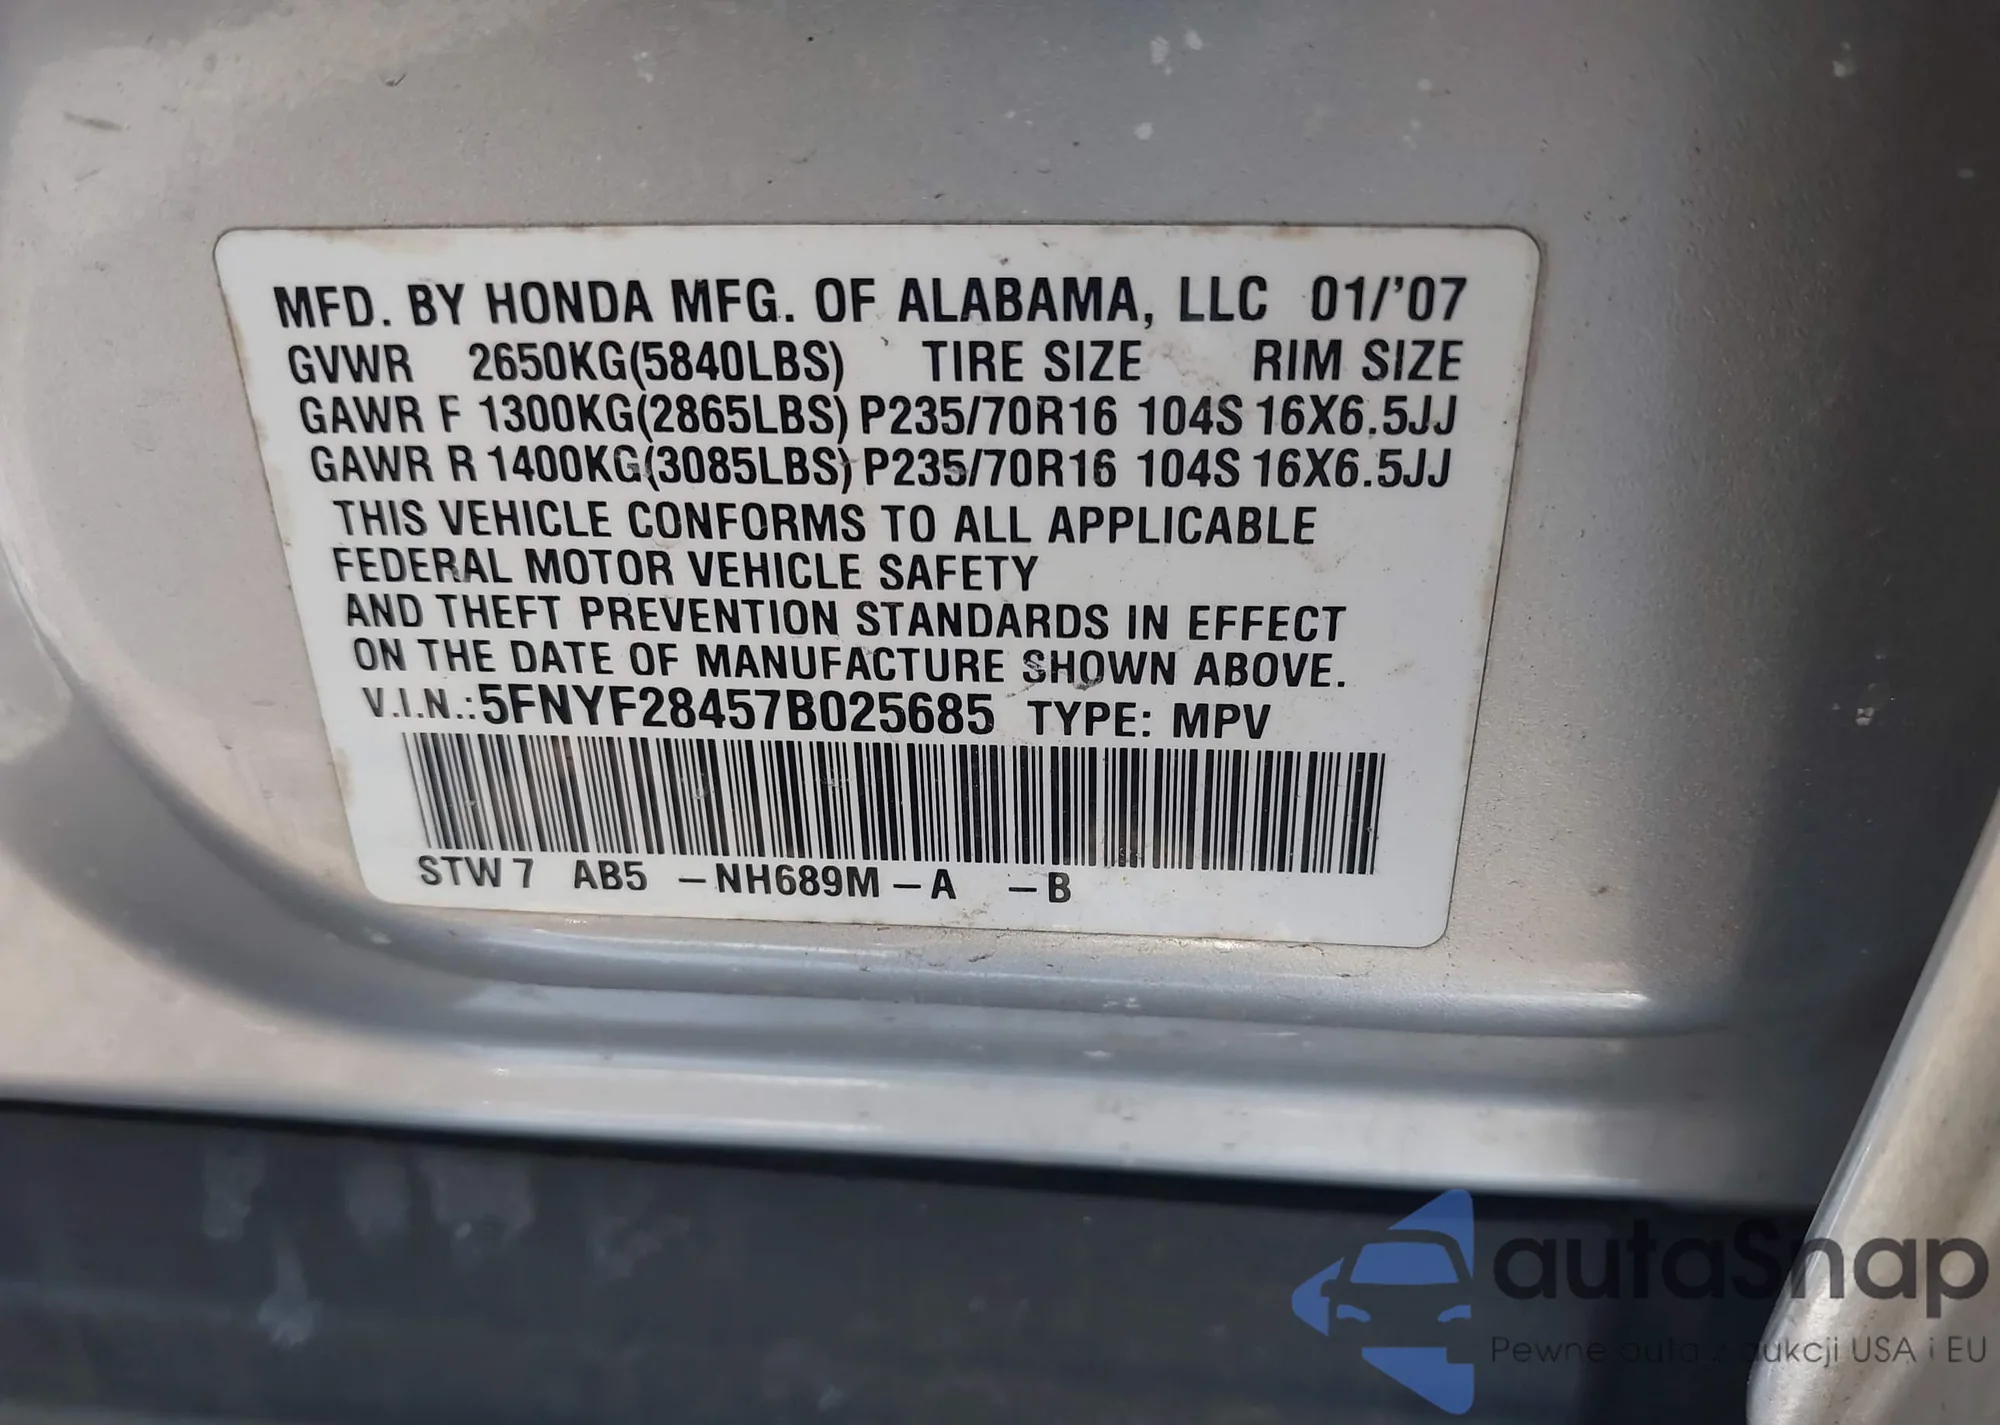 MFD. BY HONDA MFG. OF ALABAMA, LLC 01/'07
GVWR 2650KG(5840LBS) TIRE SIZE RIM SIZE
GAWR F 1300KG(2865LBS) P235/70R16 104S 16X6.5JJ
GAWR R 1400KG(3085LBS) P235/70R16 104S 16X6.5JJ
THIS VEHICLE CONFORMS TO ALL APPLICABLE
FEDERAL MOTOR VEHICLE SAFETY
AND THEFT PREVENTION STANDARDS IN EFFECT
ON THE DATE OF MANUFACTURE SHOWN ABOVE.
V.I.N.:5FNYF28457B025685 TYPE: MPV
STW7 AB5 -NH689M-A -B
autaSnap
Pewne auta z aukcji USA i EU